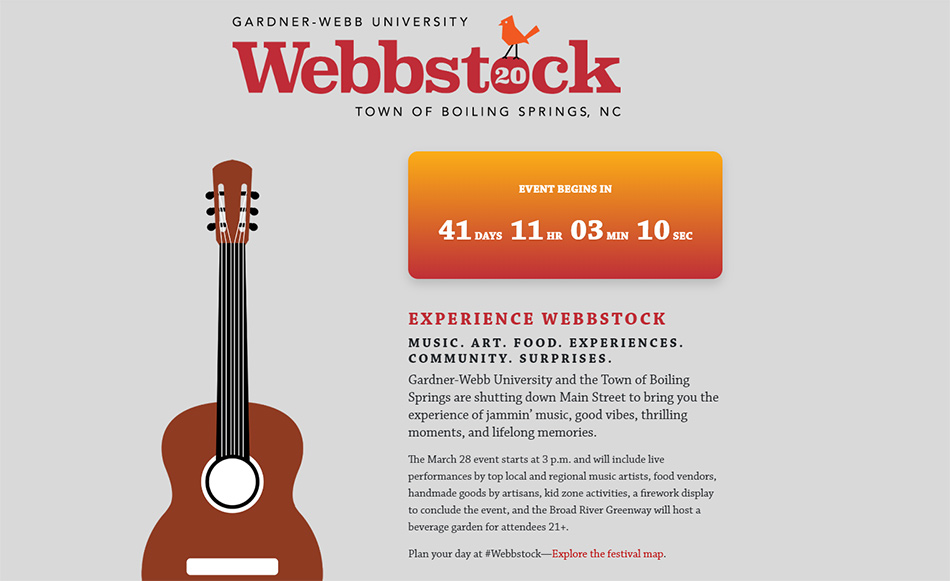 GARDNER-WEBB UNIVERSITY
Webbstock
20
TOWN OF BOILING SPRINGS, NC
EVENT BEGINS IN
41 DAYS 11 HR 03 MIN 10 SEC
EXPERIENCE WEBBSTOCK
MUSIC. ART. FOOD. EXPERIENCES.
COMMUNITY. SURPRISES.
Gardner-Webb University and the Town of Boiling
Springs are shutting down Main Street to bring you the
experience of jammin’ music, good vibes, thrilling
moments, and lifelong memories.
The March 28 event starts at 3 p.m. and will include live
performances by top local and regional music artists, food vendors,
handmade goods by artisans, kid zone activities, a firework display
to conclude the event, and the Broad River Greenway will host a
beverage garden for attendees 21+.
Plan your day at #Webbstock—Explore the festival map.